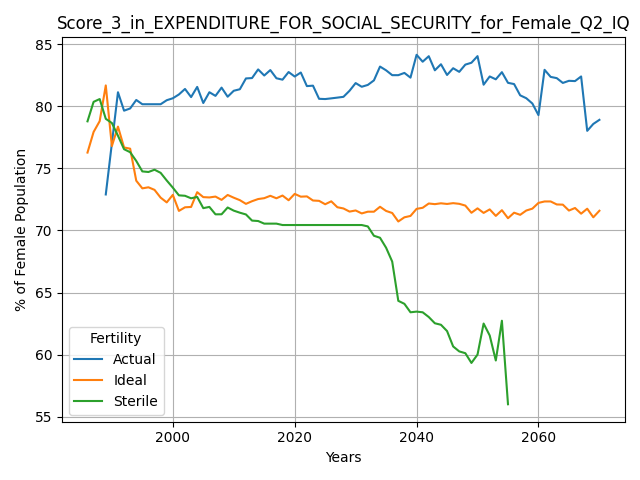 Score_3_in_EXPENDITURE_FOR_SOCIAL_SECURITY_for_Female_Q2_IQ
85
80
75
70
65
60
55
% of Female Population
Fertility
Actual
Ideal
Sterile
2000
2020
2040
2060
Years